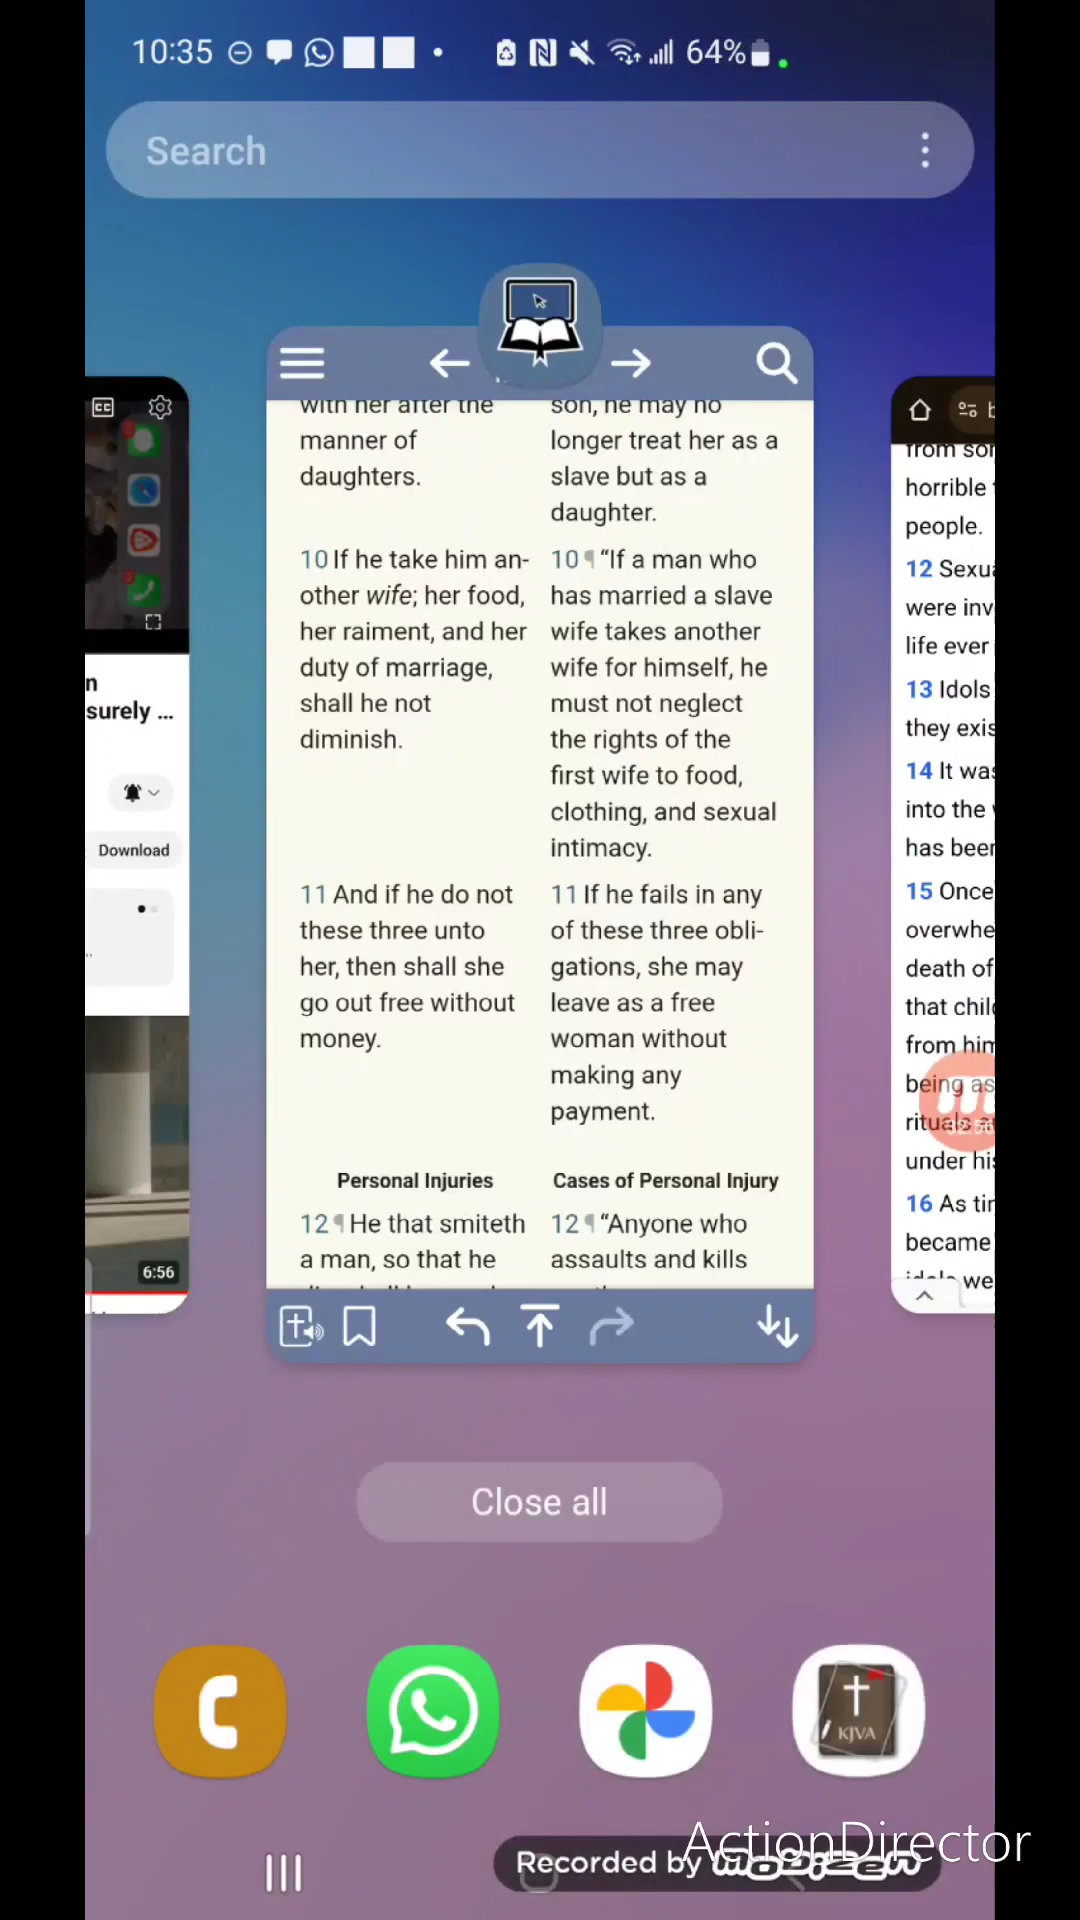 10:35
64%
Search
with her after the
manner of
daughters.
10 If he take him an-
other wife; her food,
her raiment, and her
duty of marriage,
shall he not
diminish.
11 And if he do not
these three unto
her, then shall she
go out free without
money.
Personal Injuries
12 ¶ He that smiteth
a man, so that he
son, he may no
longer treat her as a
slave but as a
daughter.
10 ¶ “If a man who
has married a slave
wife takes another
wife for himself, he
must not neglect
the rights of the
first wife to food,
clothing, and sexual
intimacy.
11 If he fails in any
of these three obli-
gations, she may
leave as a free
woman without
making any
payment.
Cases of Personal Injury
12 ¶ “Anyone who
assaults and kills
CC
n
surely ...
Download
6:56
from
horrible
people.
12
were
life ever
13 Idols
they
14 It
into the
has
15 Once
death of
that
from
being as
rituals
under
16 As
became
we
02:56
Close all
KJVA
ActionDirector
Recorded by MOBIZEN